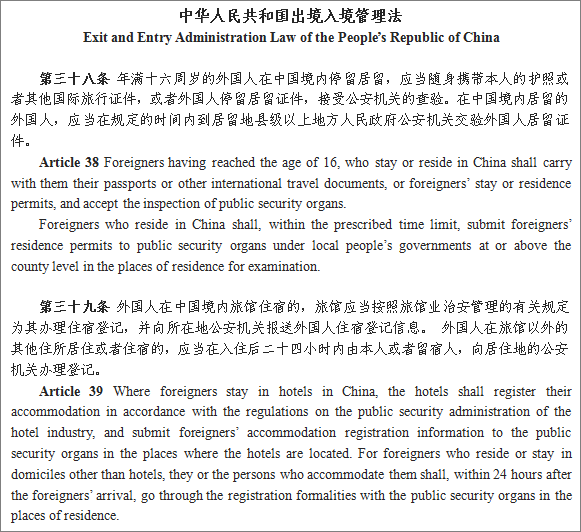 中华人民共和国出境入境管理法
Exit and Entry Administration Law of the People's Republic of China
第三十八条 年满十六周岁的外国人在中国境内停留居留，应当随身携带本人的护照或
者其他国际旅行证件，或者外国人停留居留证件，接受公安机关的查验。在中国境内居留的
外国人，应当在规定的时间内到居留地县级以上地方人民政府公安机关交验外国人居留证
件。
Article 38 Foreigners having reached the age of 16, who stay or reside in China shall carry
with them their passports or other international travel documents, or foreigners' stay or residence
permits, and accept the inspection of public security organs.
Foreigners who reside in China shall, within the prescribed time limit, submit foreigners'
residence permits to public security organs under local people's governments at or above the
county level in the places of residence for examination.
第三十九条 外国人在中国境内旅馆住宿的，旅馆应当按照旅馆业治安管理的有关规定
为其办理住宿登记，并向所在地公安机关报送外国人住宿登记信息。 外国人在旅馆以外的
其他住所居住或者住宿的，应当在入住后二十四小时内由本人或者留宿人，向居住地的公安
机关办理登记。
Article 39 Where foreigners stay in hotels in China, the hotels shall register their
accommodation in accordance with the regulations on the public security administration of the
hotel industry, and submit foreigners' accommodation registration information to the public
security organs in the places where the hotels are located. For foreigners who reside or stay in
domiciles other than hotels, they or the persons who accommodate them shall, within 24 hours after
the foreigners' arrival, go through the registration formalities with the public security organs in the
places of residence.